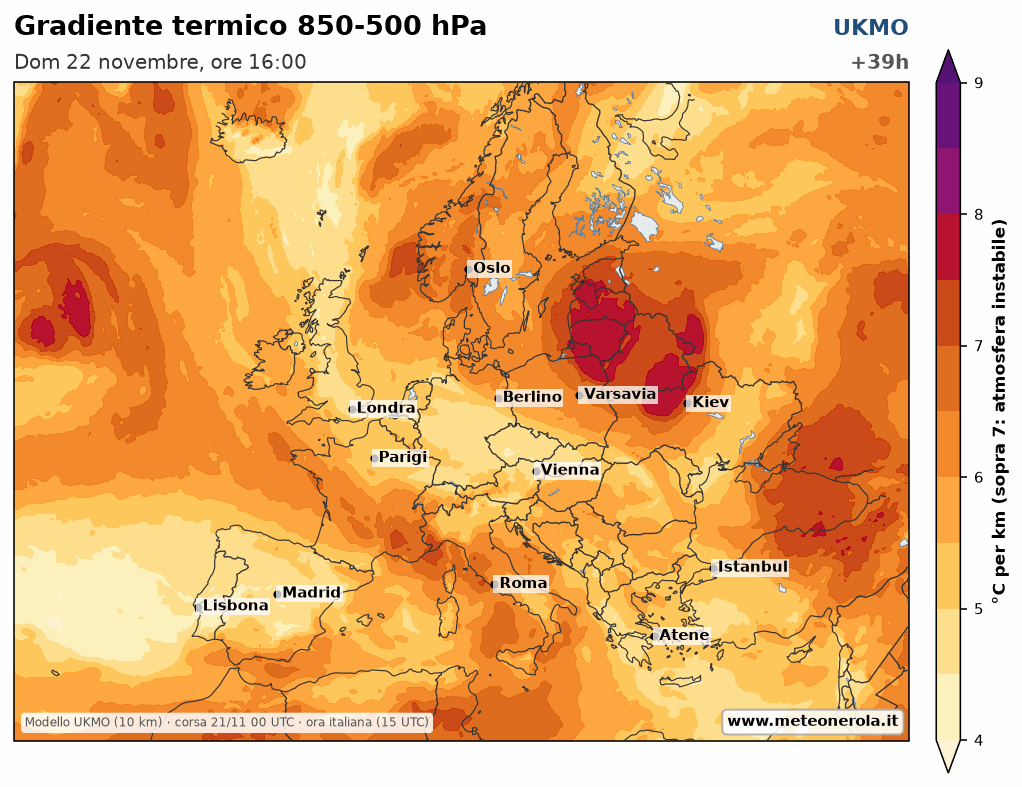 Gradiente termico 850-500 hPa
UKMO
Dom 22 novembre, ore 16:00
+39h
9
8
7
6
5
4
°C per km (sopra 7: atmosfera instabile)
Oslo
Berlino
Varsavia
Kiev
Londra
Parigi
Vienna
Istanbul
Roma
Madrid
Lisbona
Atene
Modello UKMO (10 km) · corsa 21/11 00 UTC · ora italiana (15 UTC)
www.meteonerola.it